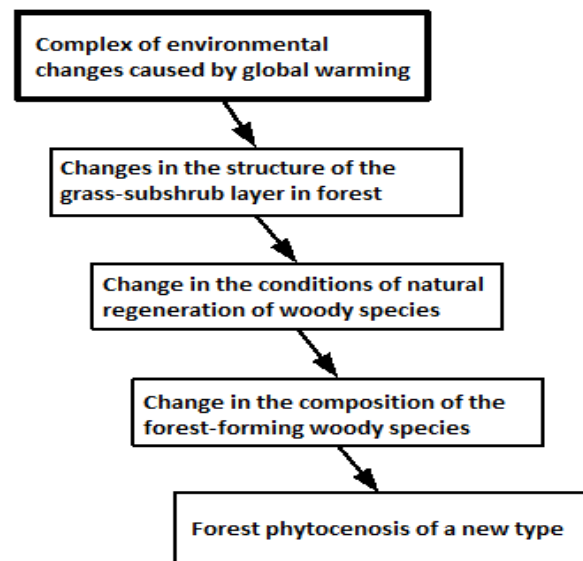 Complex of environmental
changes caused by global warming
Changes in the structure of the
grass-subshrub layer in forest
Change in the conditions of natural
regeneration of woody species
Change in the composition of the
forest-forming woody species
Forest phytocenosis of a new type